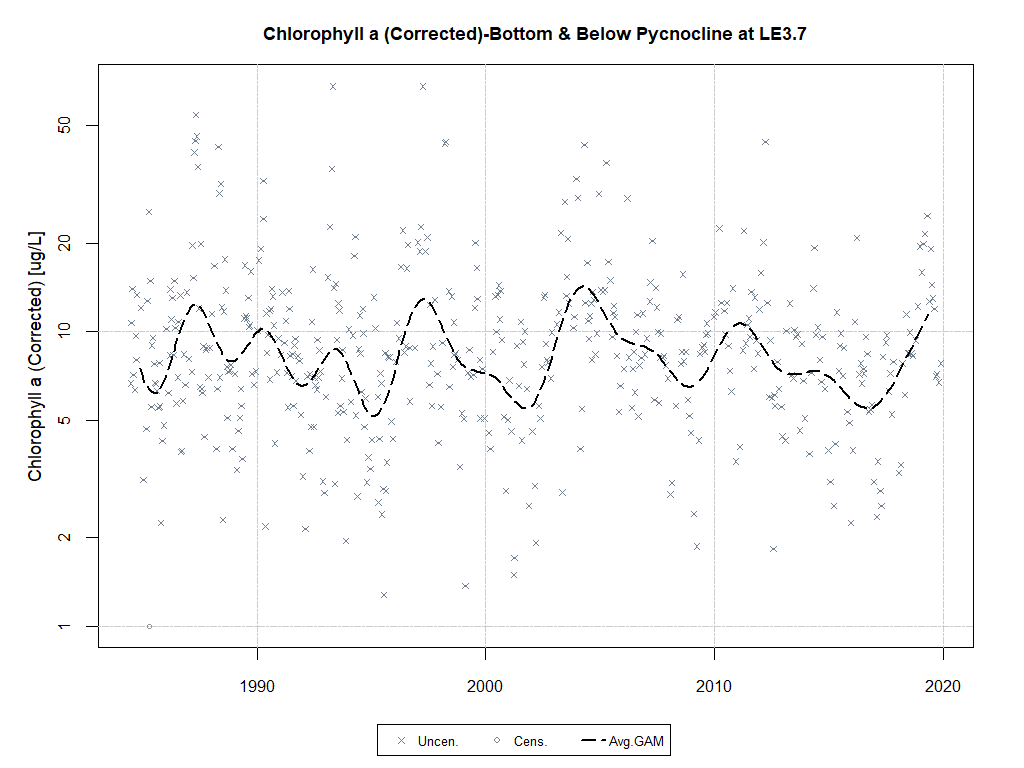 Chlorophyll a (Corrected)-Bottom & Below Pycnocline at LE3.7
Chlorophyll a (Corrected) [ug/L]
50
20
10
5
2
1
1990 2000 2010 2020
Uncen. Cens. Avg.GAM